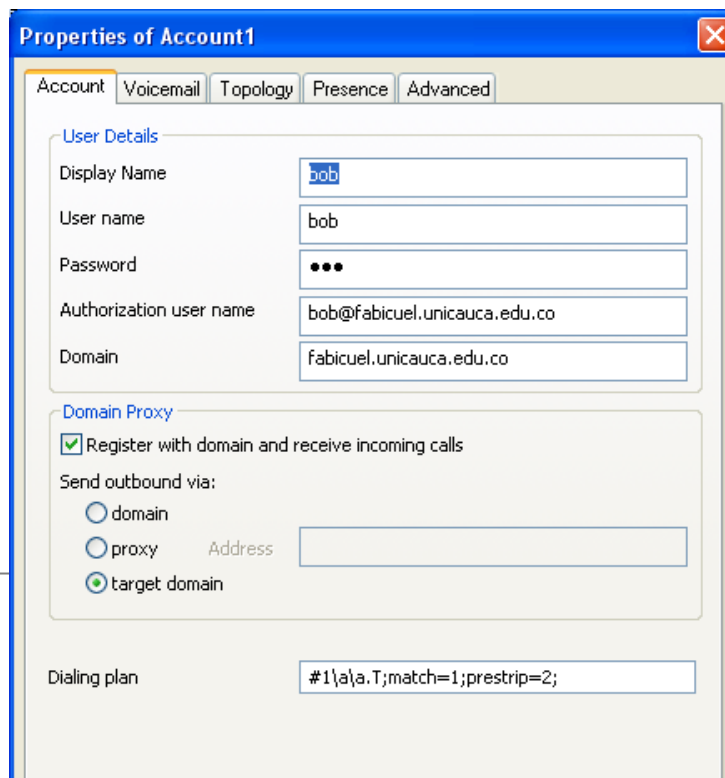 Properties of Account1
Account Voicemail Topology Presence Advanced
User Details
Display Name bob
User name bob
Password •••
Authorization user name bob@fabicuel.unicauca.edu.co
Domain fabicuel.unicauca.edu.co
Domain Proxy
Register with domain and receive incoming calls
Send outbound via:
domain
proxy Address
target domain
Dialing plan #1\a\a.T;match=1;prestrip=2;